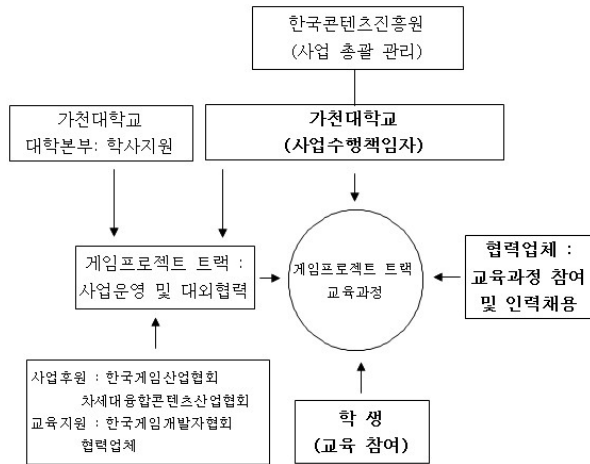 한국콘텐츠진흥원
(사업 총괄 관리)
가천대학교
대학본부: 학사지원
가천대학교
(사업수행책임자)
게임프로젝트 트랙 :
사업운영 및 대외협력
게임프로젝트 트랙
교육과정
협력업체 :
교육과정 참여
및 인력채용
사업후원 : 한국게임산업협회
차세대융합콘텐츠산업협회
교육지원 : 한국게임개발자협회
협력업체
학 생
(교육 참여)